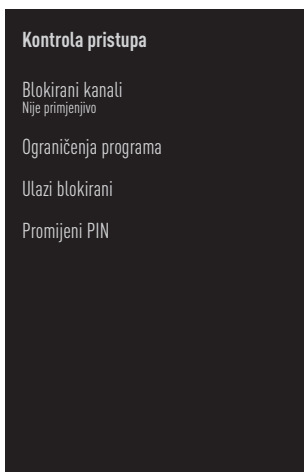 Kontrola pristupa
Blokirani kanali
Nije primjenjivo
Ograničenja programa
Ulazi blokirani
Promijeni PIN